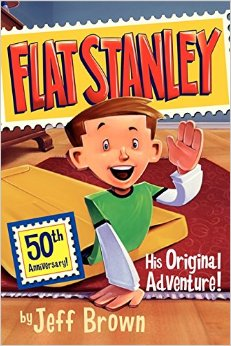 FLAT STANLEY
50th
Anniversary!
His Original
Adventure!
by Jeff Brown